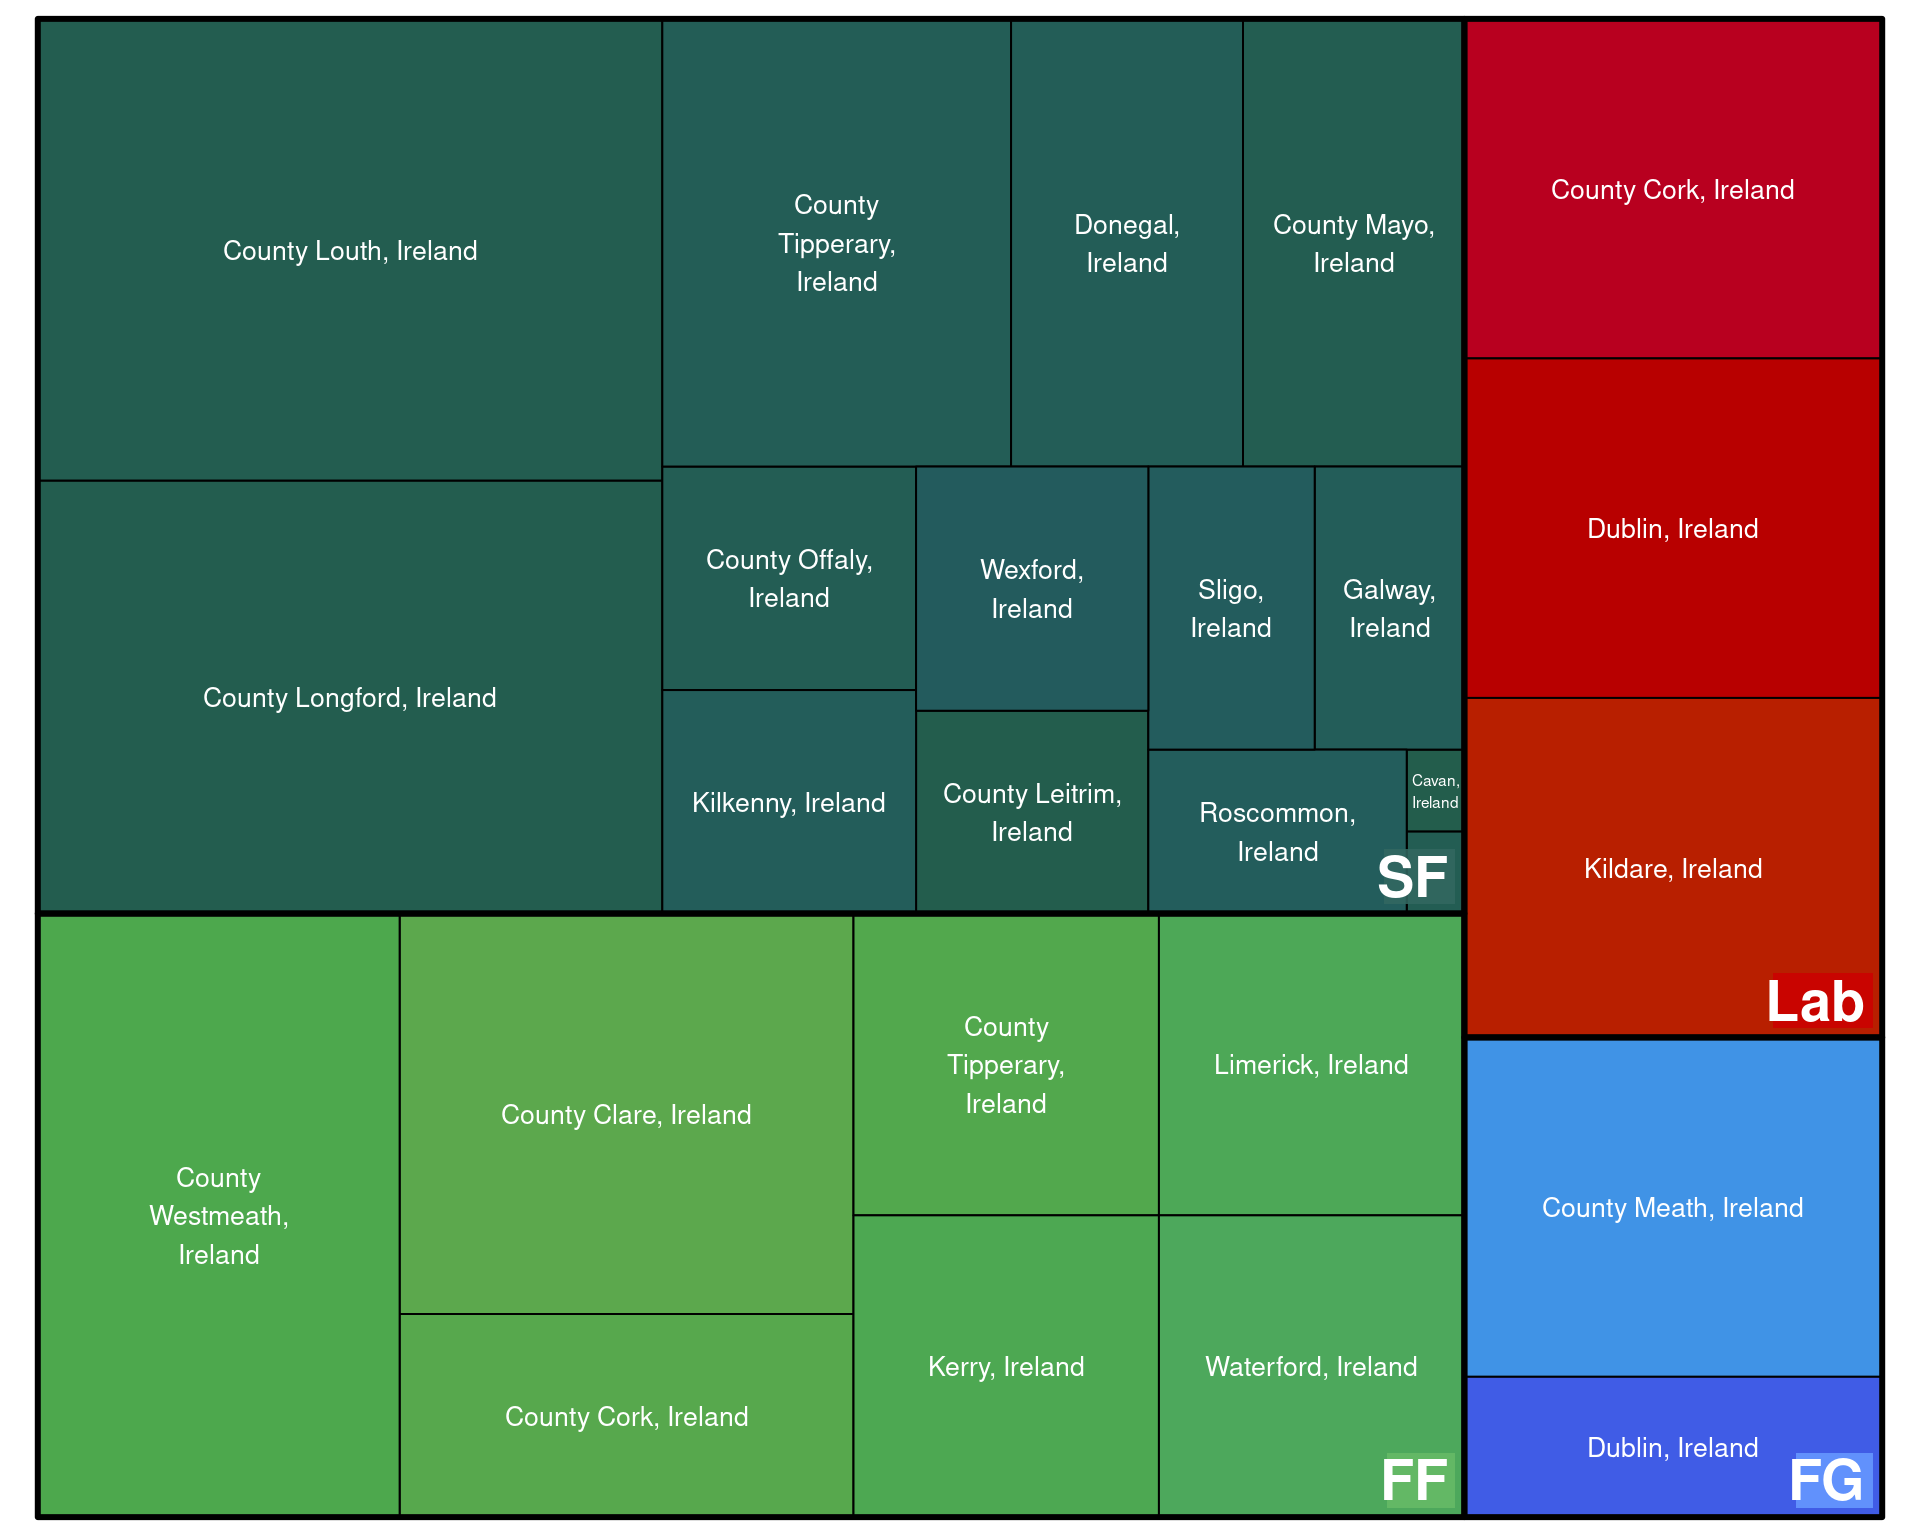 County Louth, Ireland
County
Tipperary,
Ireland
Donegal,
Ireland
County Mayo,
Ireland
County Longford, Ireland
County Offaly,
Ireland
Wexford,
Ireland
Sligo,
Ireland
Galway,
Ireland
Kilkenny, Ireland
County Leitrim,
Ireland
Roscommon,
Ireland
Cavan,
Ireland
SF
County Cork, Ireland
Dublin, Ireland
Kildare, Ireland
Lab
County
Westmeath,
Ireland
County Clare, Ireland
County Cork, Ireland
County
Tipperary,
Ireland
Limerick, Ireland
Kerry, Ireland
Waterford, Ireland
FF
County Meath, Ireland
Dublin, Ireland
FG